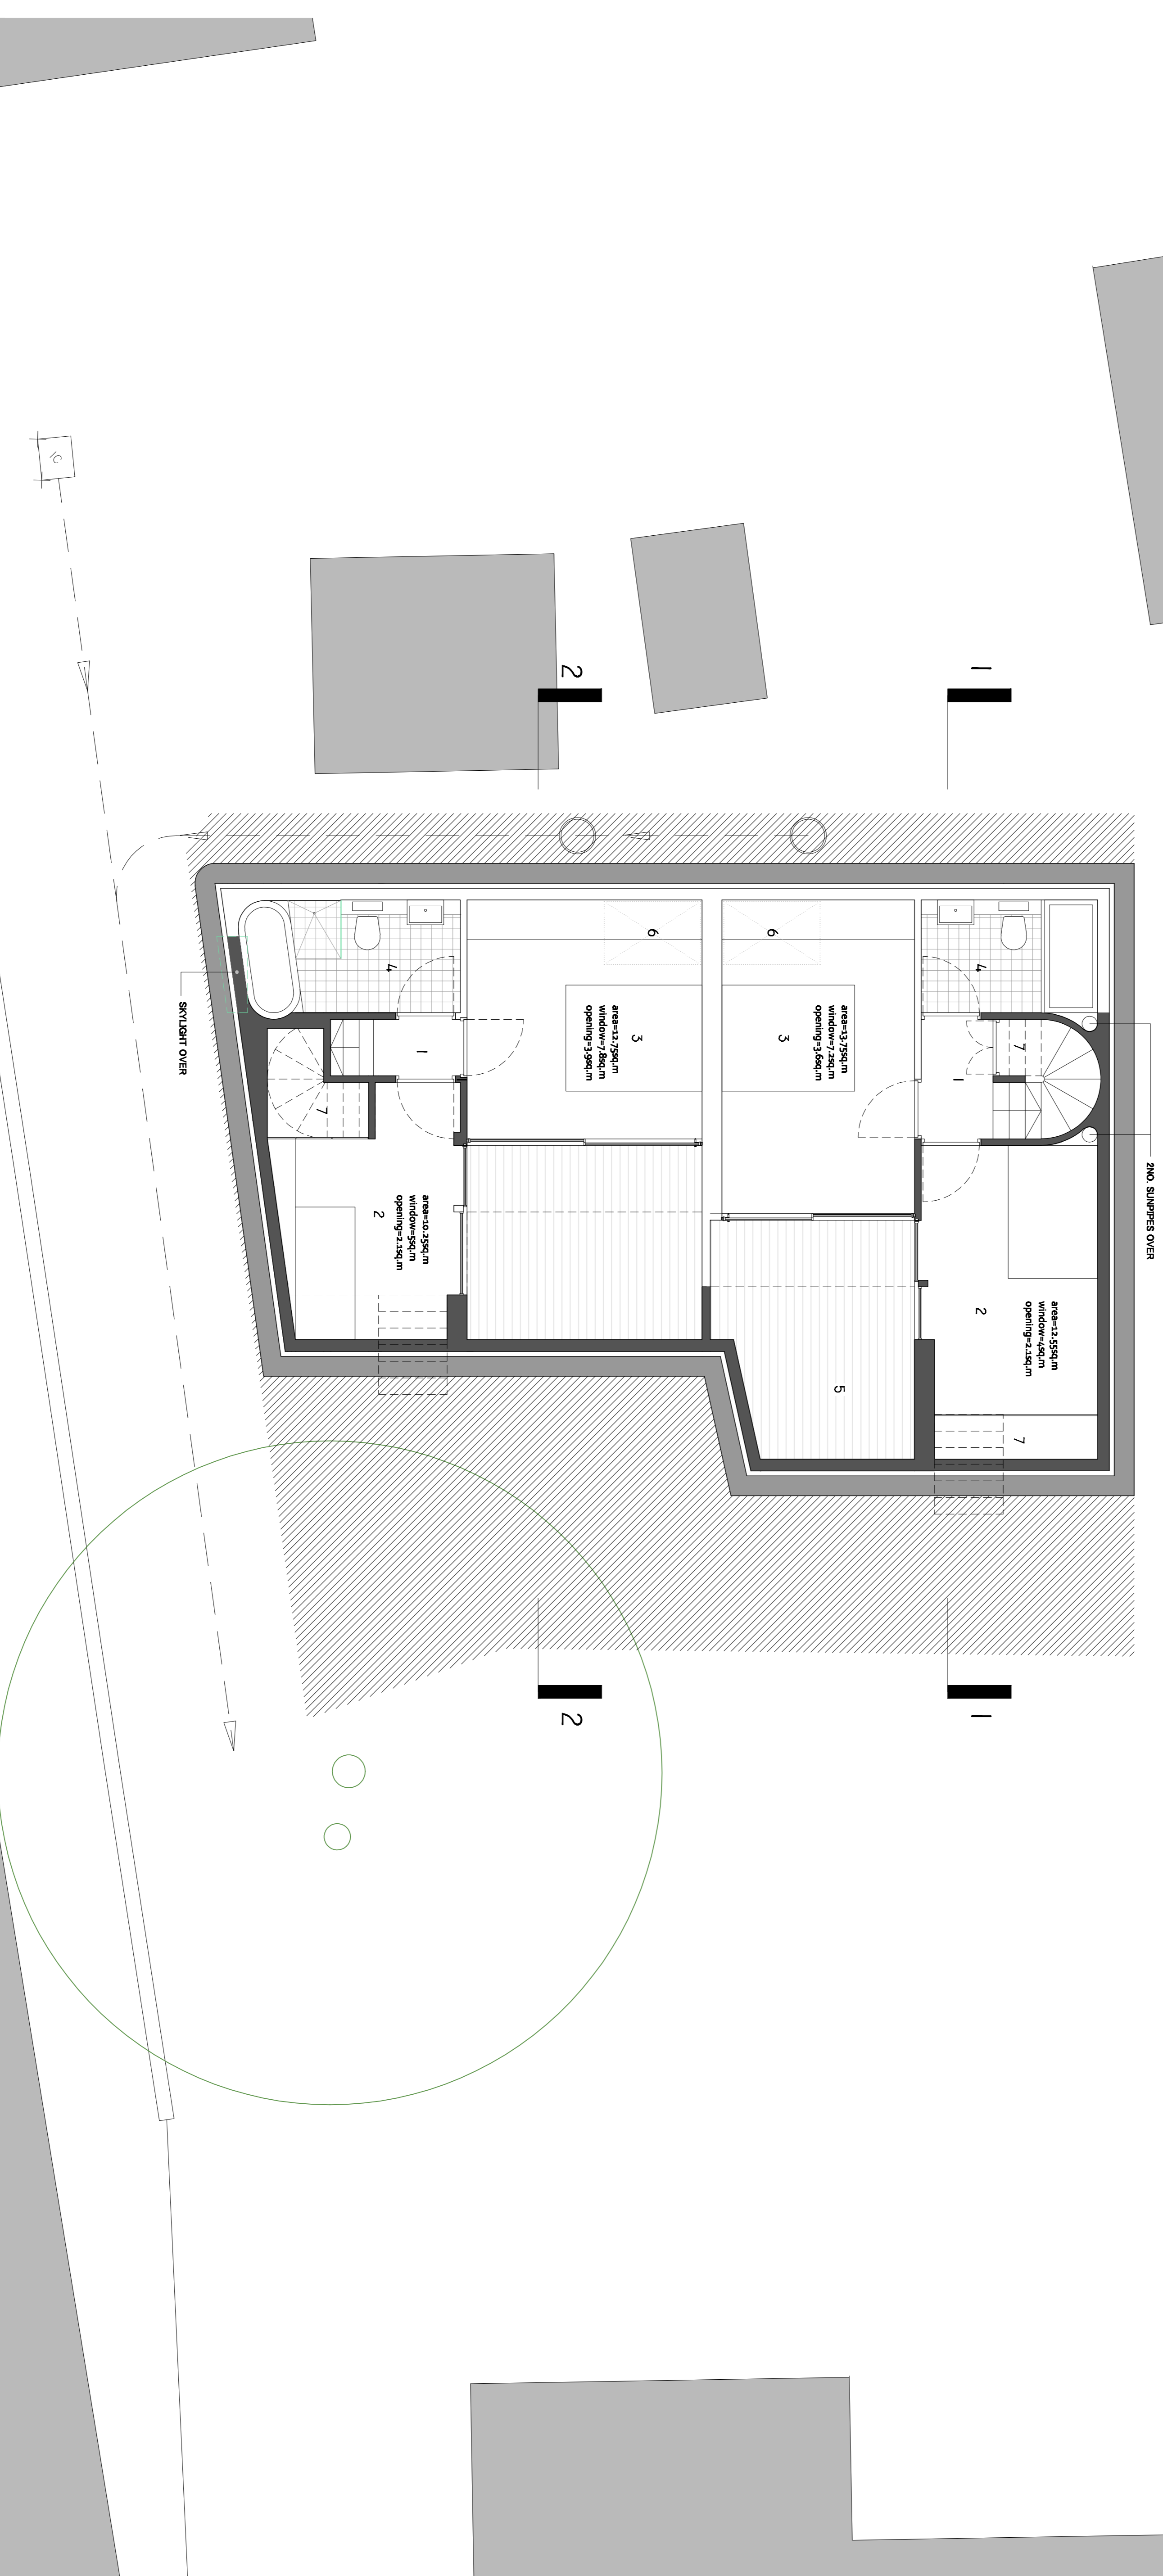 2NO. SUNPIPES OVER
area=12.55sq.m
window=4sq.m
opening=2.1sq.m
7
7
1
4
2
1
1
area=13.75sq.m
window=7.2sq.m
opening=3.6sq.m
5
3
6
6
3
area=12.75sq.m
window=7.8sq.m
opening=3.9sq.m
2
2
area=10.25sq.m
window=5sq.m
opening=2.1sq.m
1
4
2
7
SKYLIGHT OVER
IC